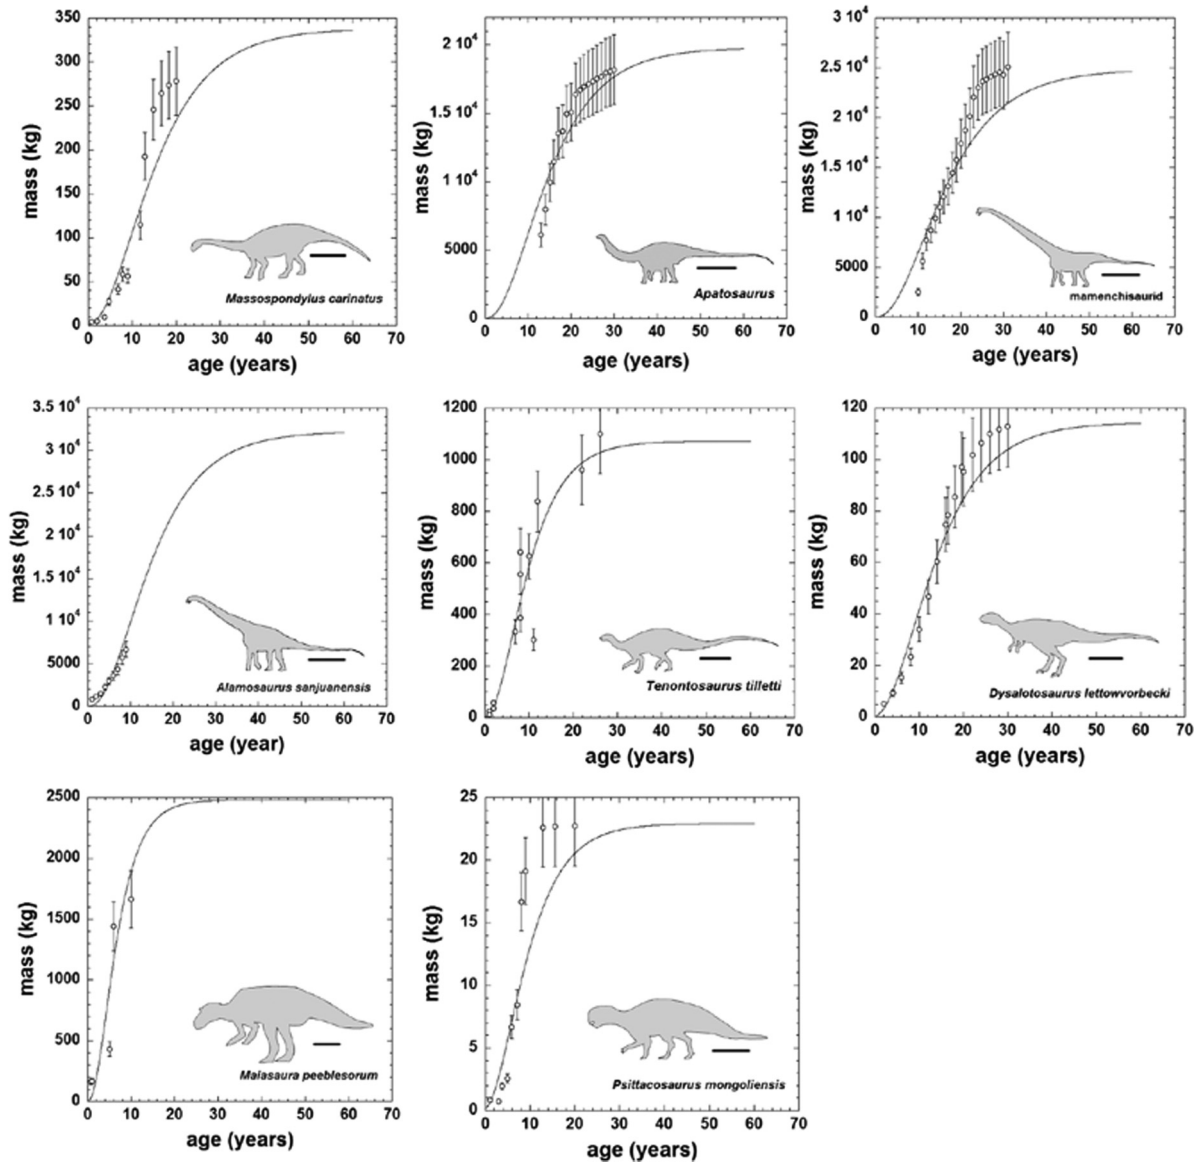 350
300
250
200
150
100
50
0
mass (kg)
0 10 20 30 40 50 60 70
age (years)
Massospondylus carinatus
2 10⁴
1.5 10⁴
1 10⁴
5000
0
mass (kg)
0 10 20 30 40 50 60 70
age (years)
Apatosaurus
3 10⁴
2.5 10⁴
2 10⁴
1.5 10⁴
1 10⁴
5000
0
mass (kg)
0 10 20 30 40 50 60 70
age (years)
mamenchisaurid
3.5 10⁴
3 10⁴
2.5 10⁴
2 10⁴
1.5 10⁴
1 10⁴
5000
0
mass (kg)
0 10 20 30 40 50 60 70
age (year)
Alamosaurus sanjuanensis
1200
1000
800
600
400
200
0
mass (kg)
0 10 20 30 40 50 60 70
age (years)
Tenontosaurus tilletti
120
100
80
60
40
20
0
mass (kg)
0 10 20 30 40 50 60 70
age (years)
Dysalotosaurus lettowvorbecki
2500
2000
1500
1000
500
0
mass (kg)
0 10 20 30 40 50 60 70
age (years)
Maiasaura peeblesorum
25
20
15
10
5
0
mass (kg)
0 10 20 30 40 50 60 70
age (years)
Psittacosaurus mongoliensis